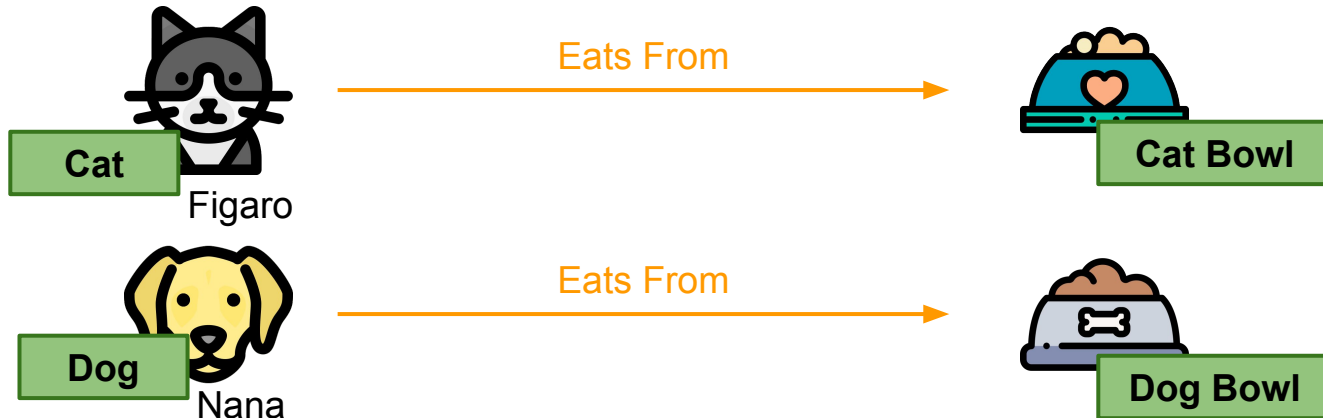 Eats From
Cat
Cat Bowl
Figaro
Eats From
Dog
Dog Bowl
Nana